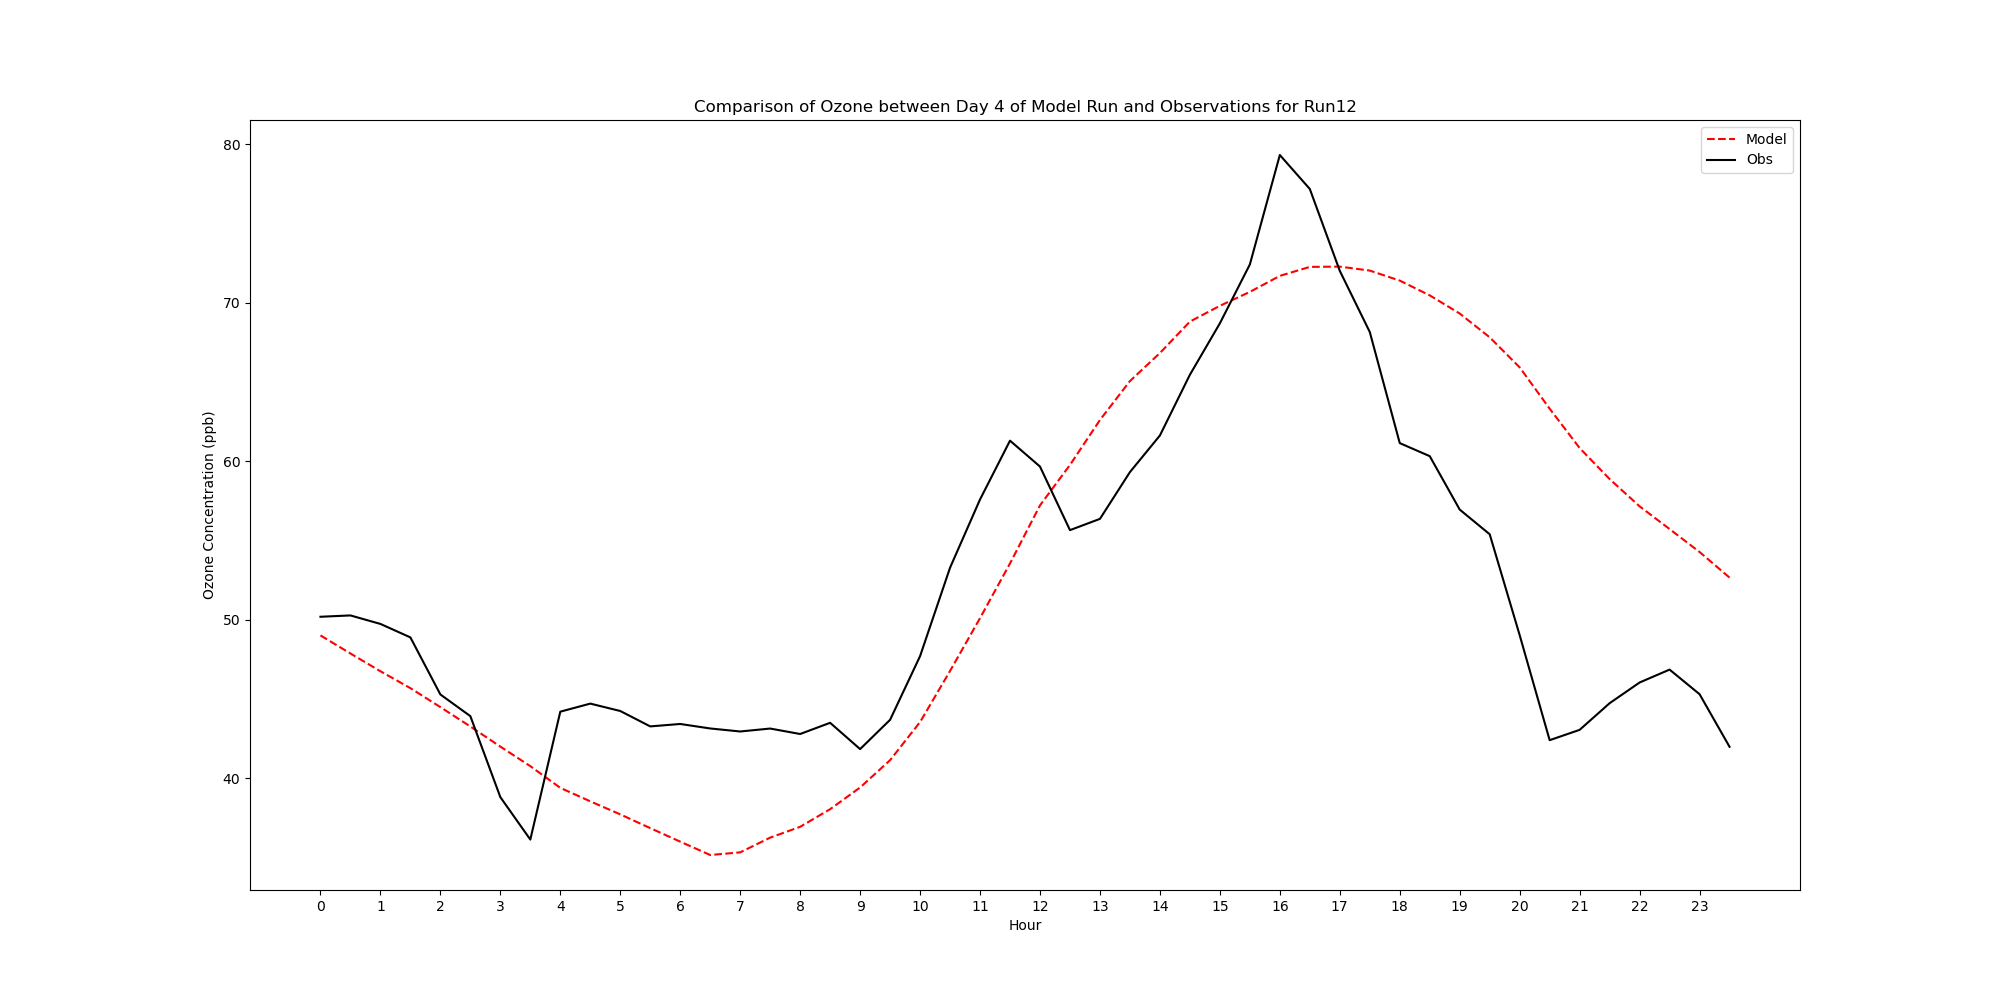 Comparison of Ozone between Day 4 of Model Run and Observations for Run12
Model
Obs
80
70
60
50
40
Ozone Concentration (ppb)
0 1 2 3 4 5 6 7 8 9 10 11 12 13 14 15 16 17 18 19 20 21 22 23
Hour